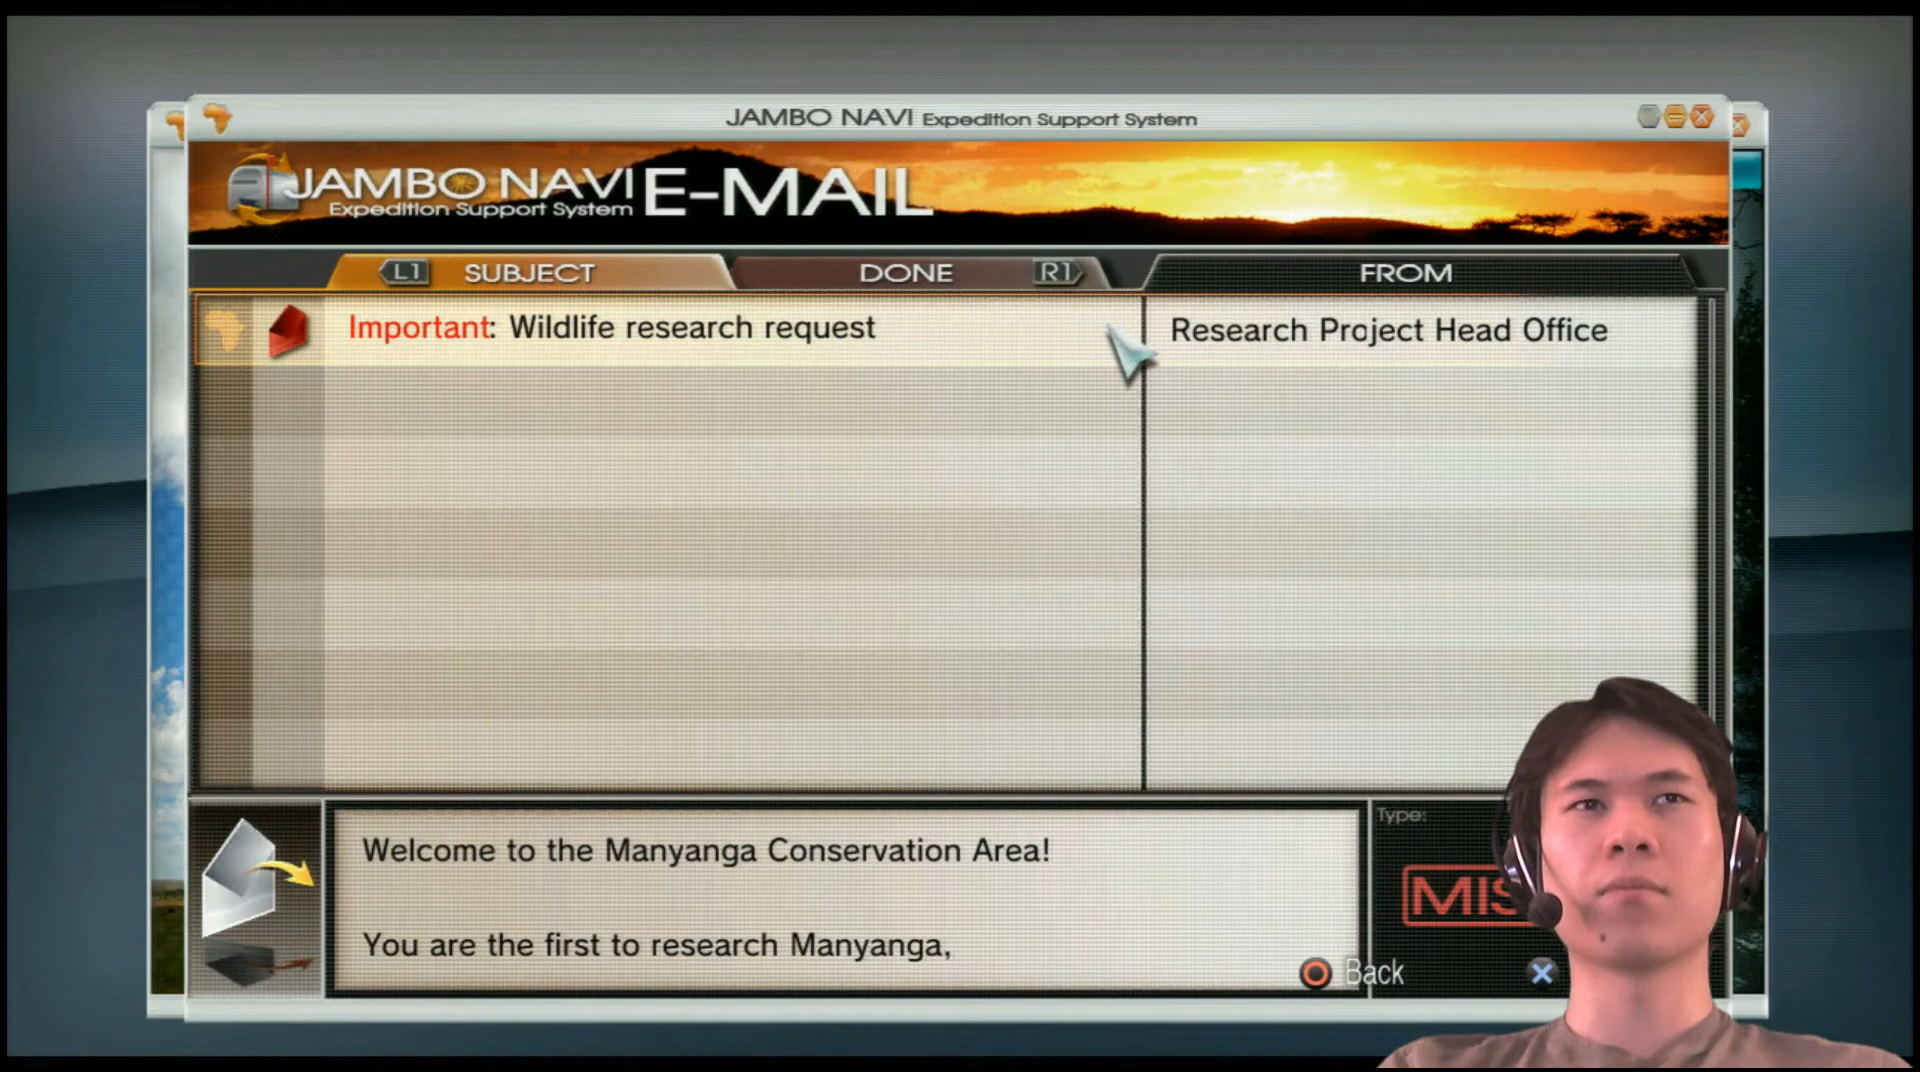 JAMBO NAVI Expedition Support System
JAMBO NAVI E-MAIL
Expedition Support System
L1 SUBJECT DONE R1 FROM
Important: Wildlife research request Research Project Head Office
Welcome to the Manyanga Conservation Area!
Type:
You are the first to research Manyanga,
Back